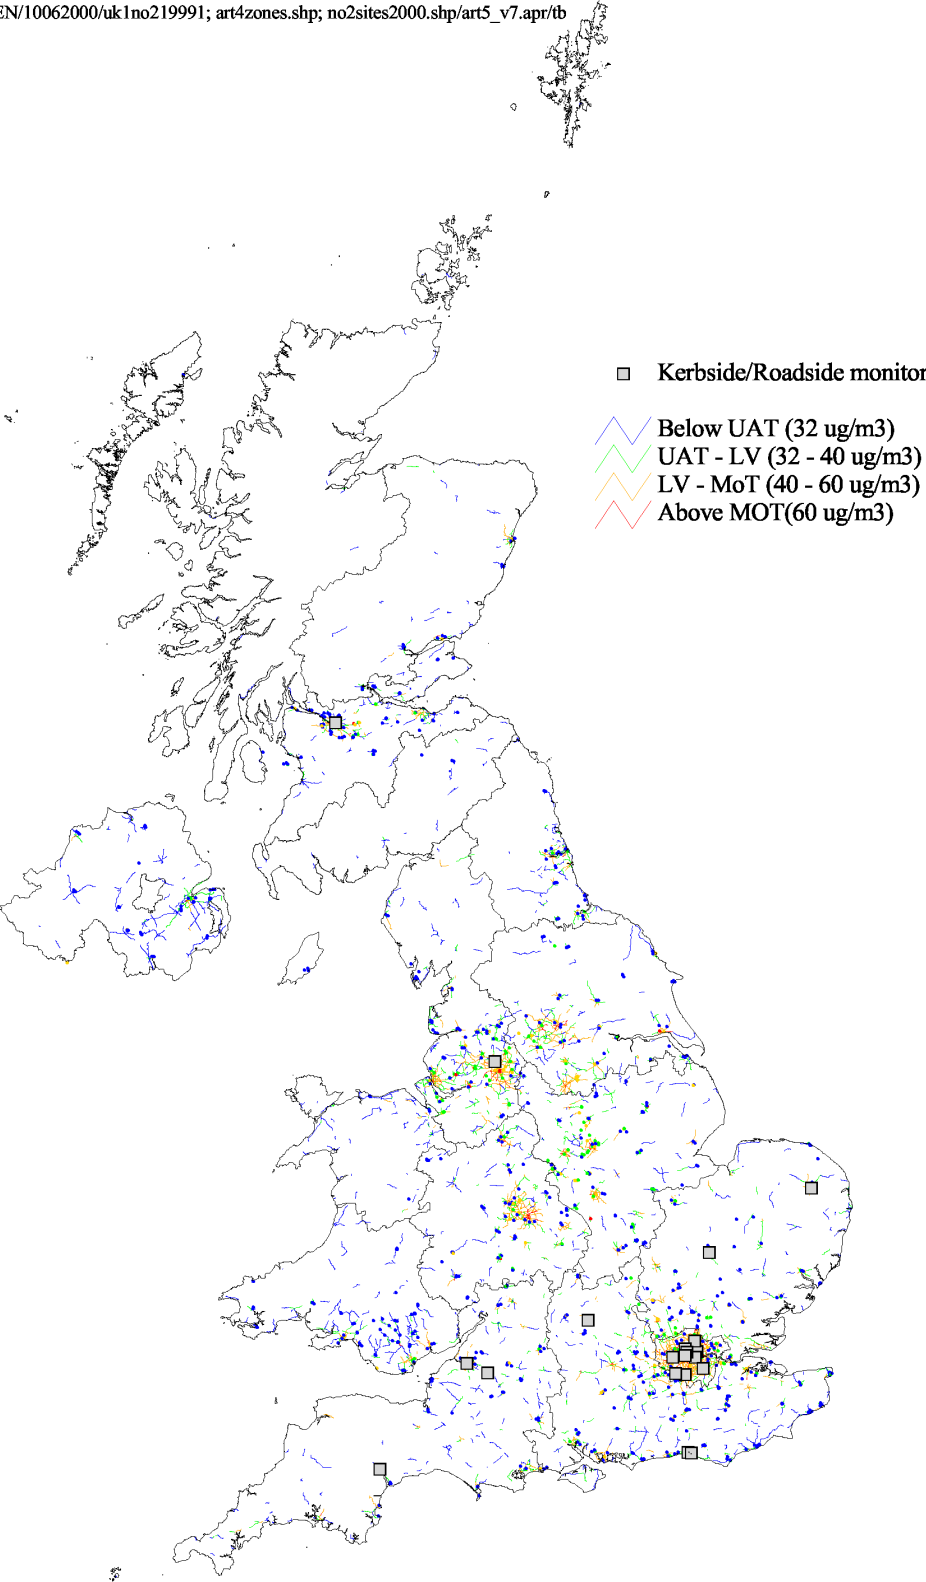 EN/10062000/uk1no219991; art4zones.shp; no2sites2000.shp/art5_v7.apr/tb
Kerbside/Roadside monitor
Below UAT (32 ug/m3)
UAT - LV (32 - 40 ug/m3)
LV - MoT (40 - 60 ug/m3)
Above MOT(60 ug/m3)